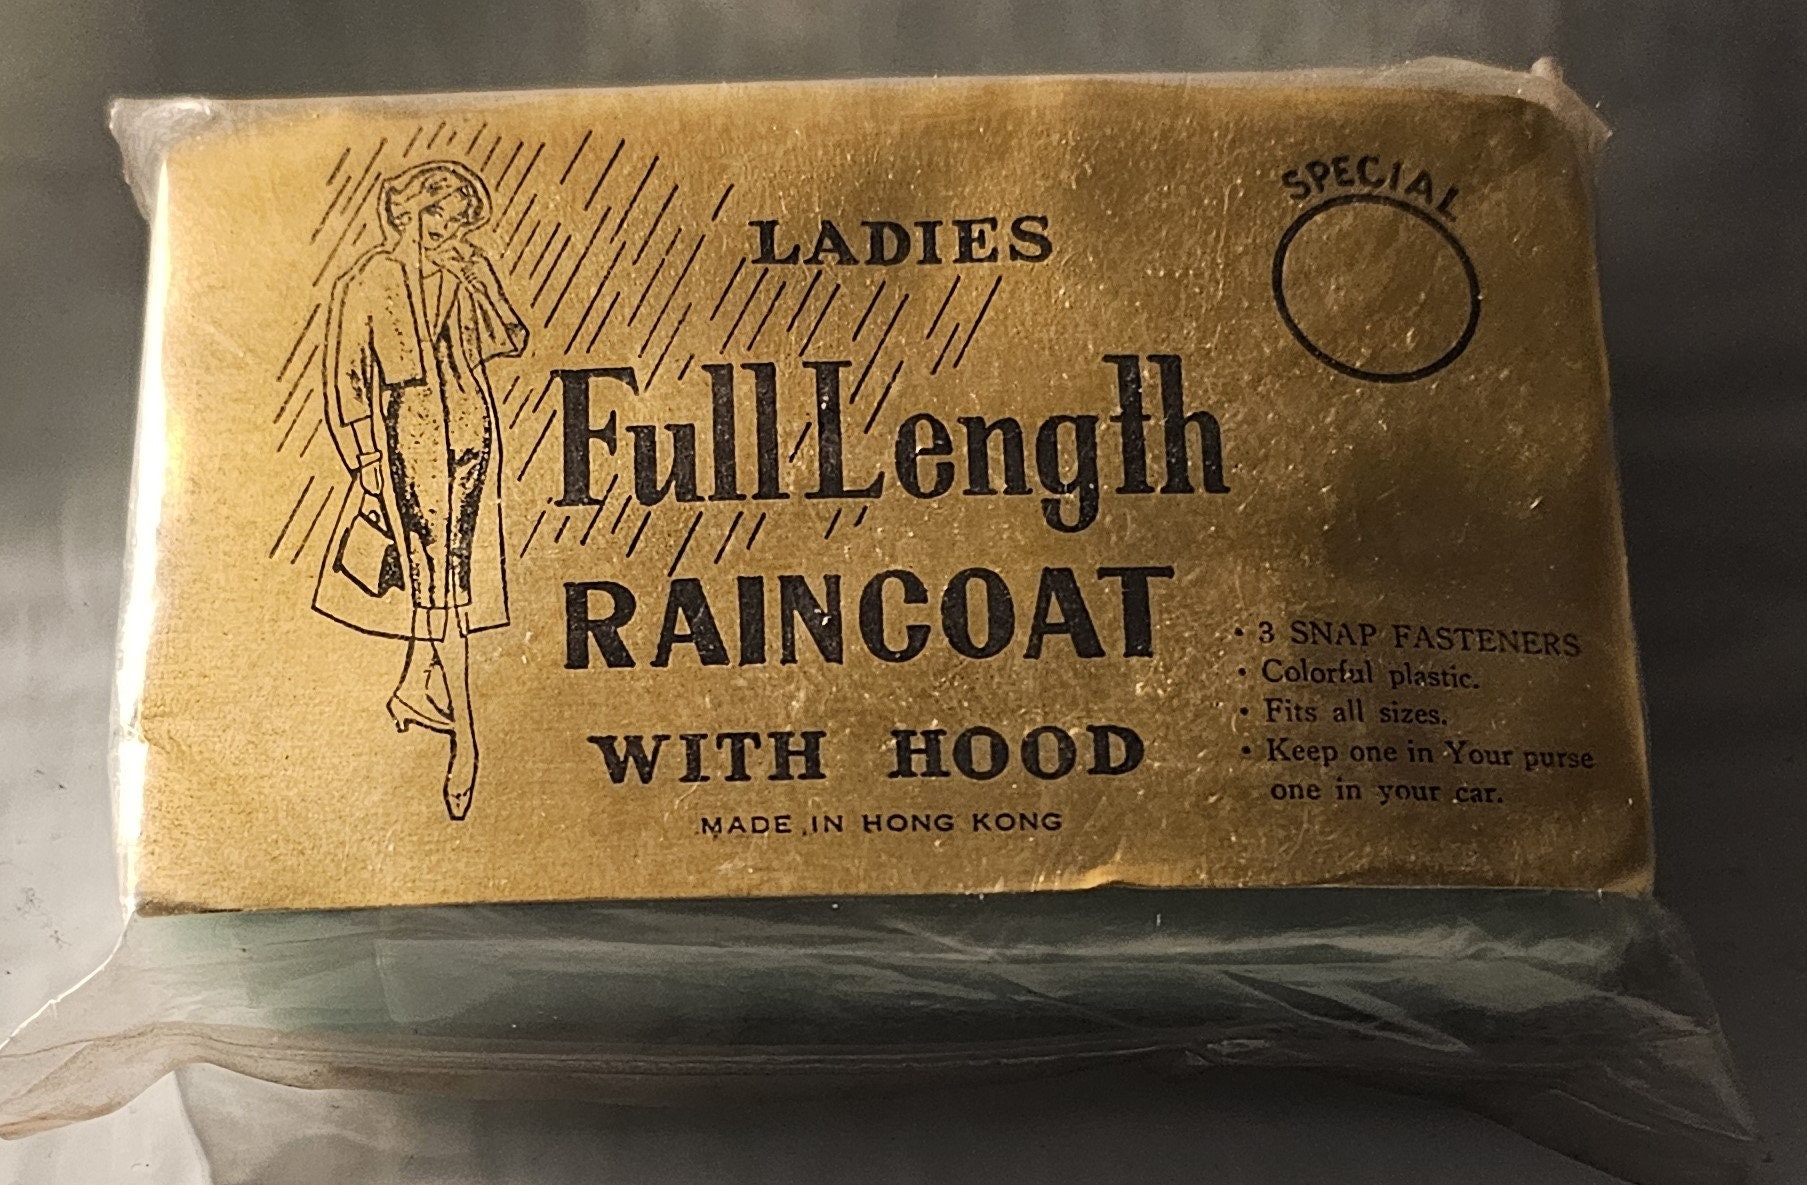 SPECIAL
LADIES
Full Length
RAINCOAT
WITH HOOD
MADE IN HONG KONG
• 3 SNAP FASTENERS
• Colorful plastic.
• Fits all sizes.
• Keep one in Your purse
one in your car.